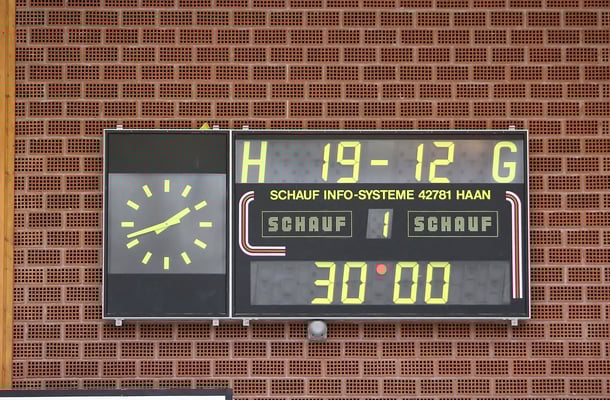 H 19-12 G
SCHAUF INFO-SYSTEME 42781 HAAN
SCHAUF 1 SCHAUF
30:00